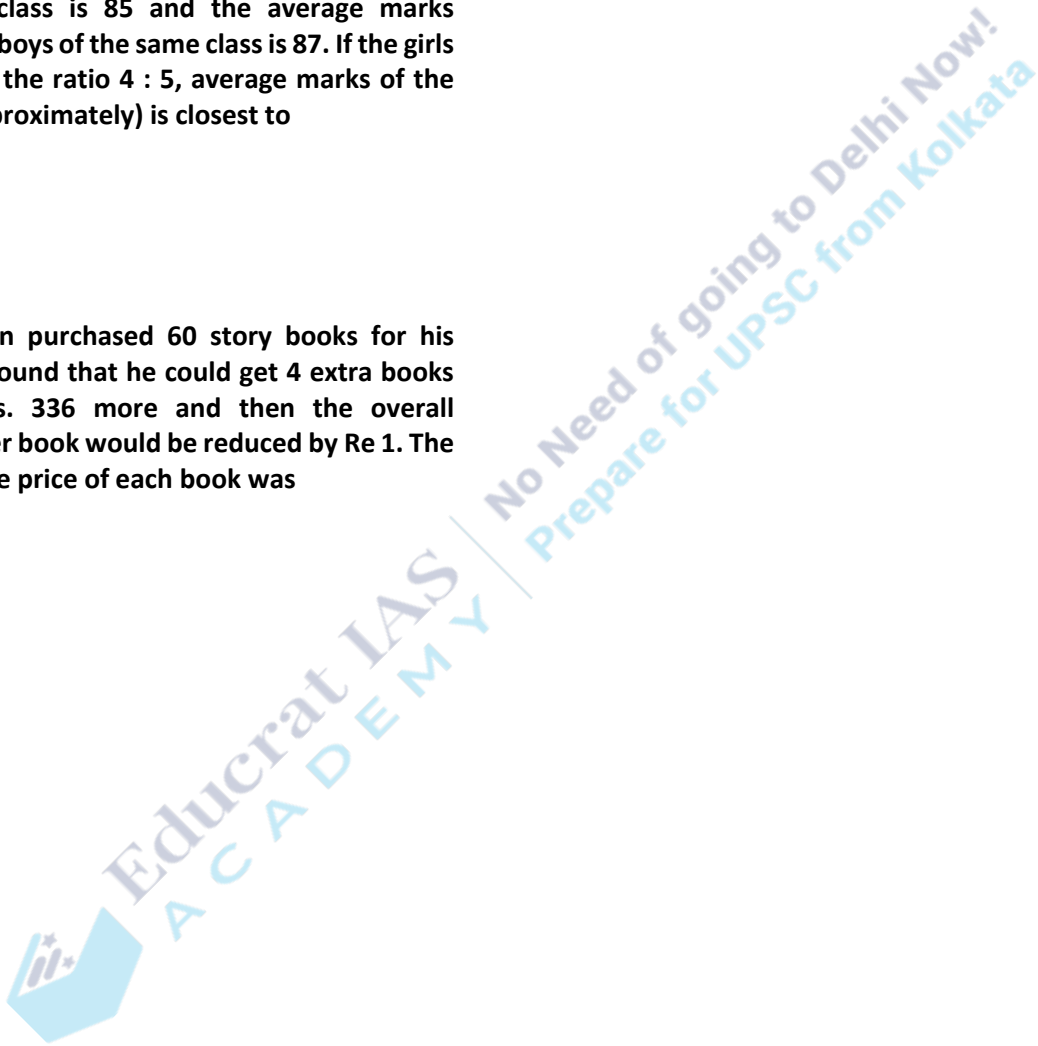 class is 85 and the average marks
boys of the same class is 87. If the girls
the ratio 4 : 5, average marks of the
proximately) is closest to
n purchased 60 story books for his
ound that he could get 4 extra books
s. 336 more and then the overall
er book would be reduced by Re 1. The
e price of each book was
Educrat IAS
ACADEMY
No Need of going to Delhi Now!
Prepare for UPSC from Kolkata